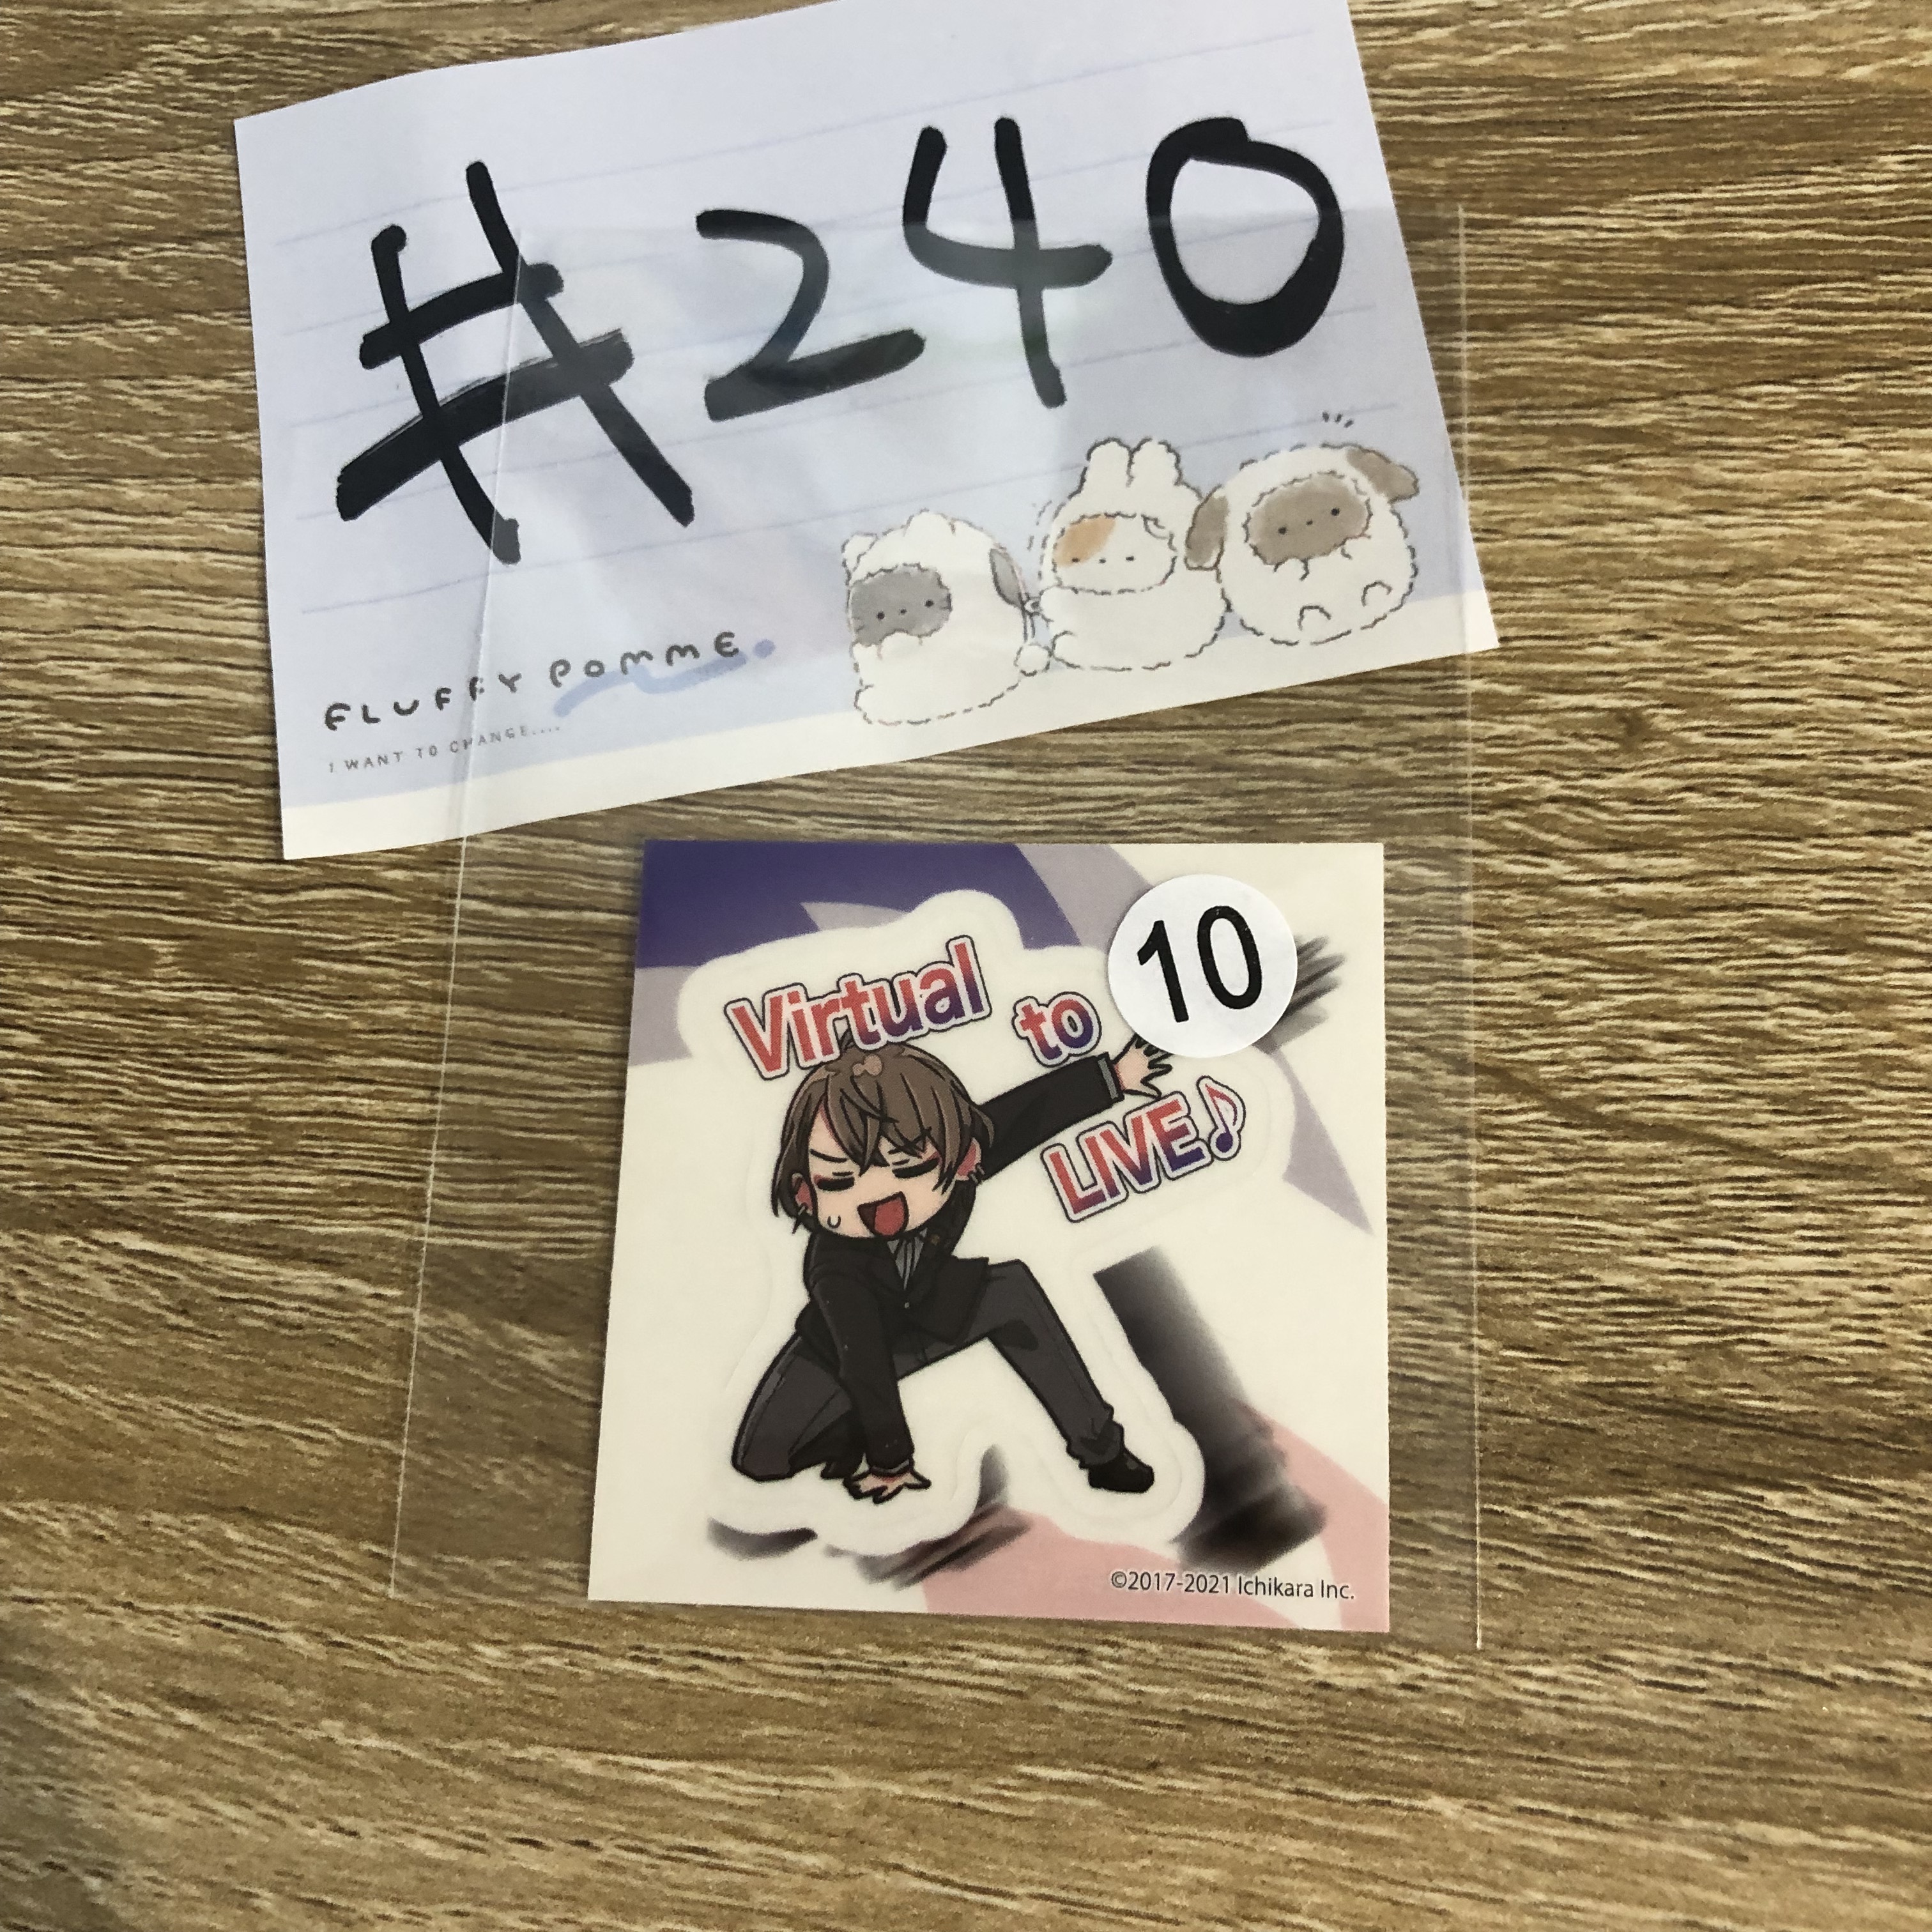 #240
FLUFFY POMME
I WANT TO CHANGE....
10
Virtual
to
LIVE♪
©2017-2021 Ichikara Inc.